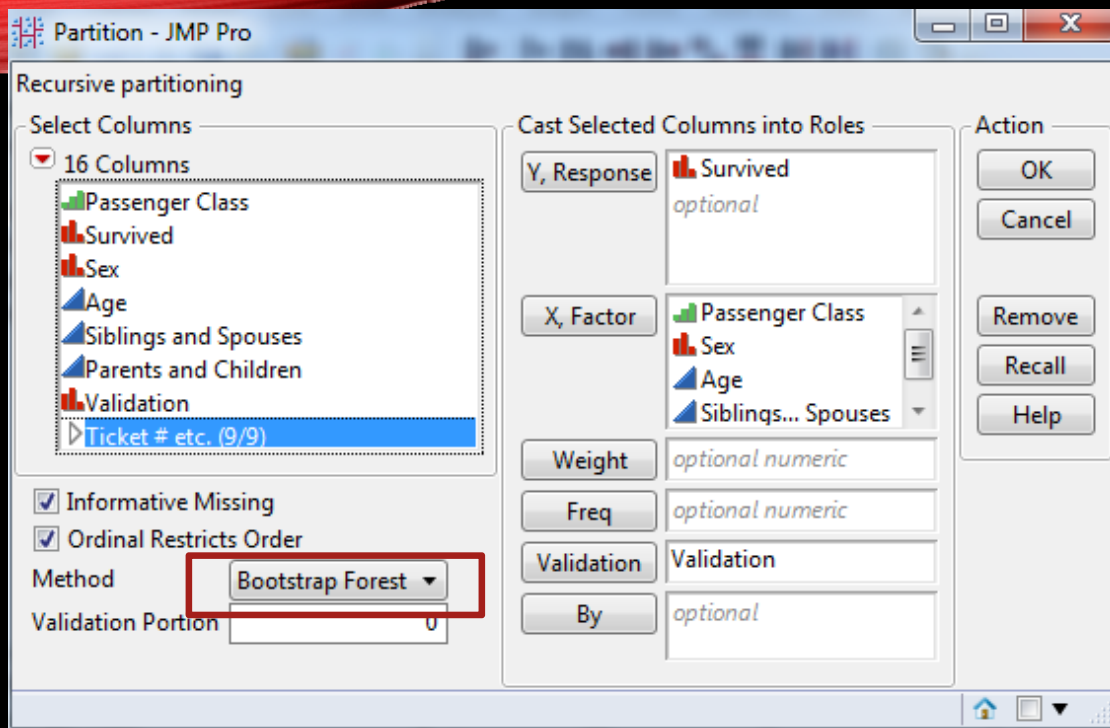 Partition - JMP Pro
Recursive partitioning
Select Columns
16 Columns
Passenger Class
Survived
Sex
Age
Siblings and Spouses
Parents and Children
Validation
Ticket # etc. (9/9)
Informative Missing
Ordinal Restricts Order
Method
Bootstrap Forest
Validation Portion
0
Cast Selected Columns into Roles
Y, Response
Survived
optional
X, Factor
Passenger Class
Sex
Age
Siblings... Spouses
Weight
optional numeric
Freq
optional numeric
Validation
Validation
By
optional
Action
OK
Cancel
Remove
Recall
Help